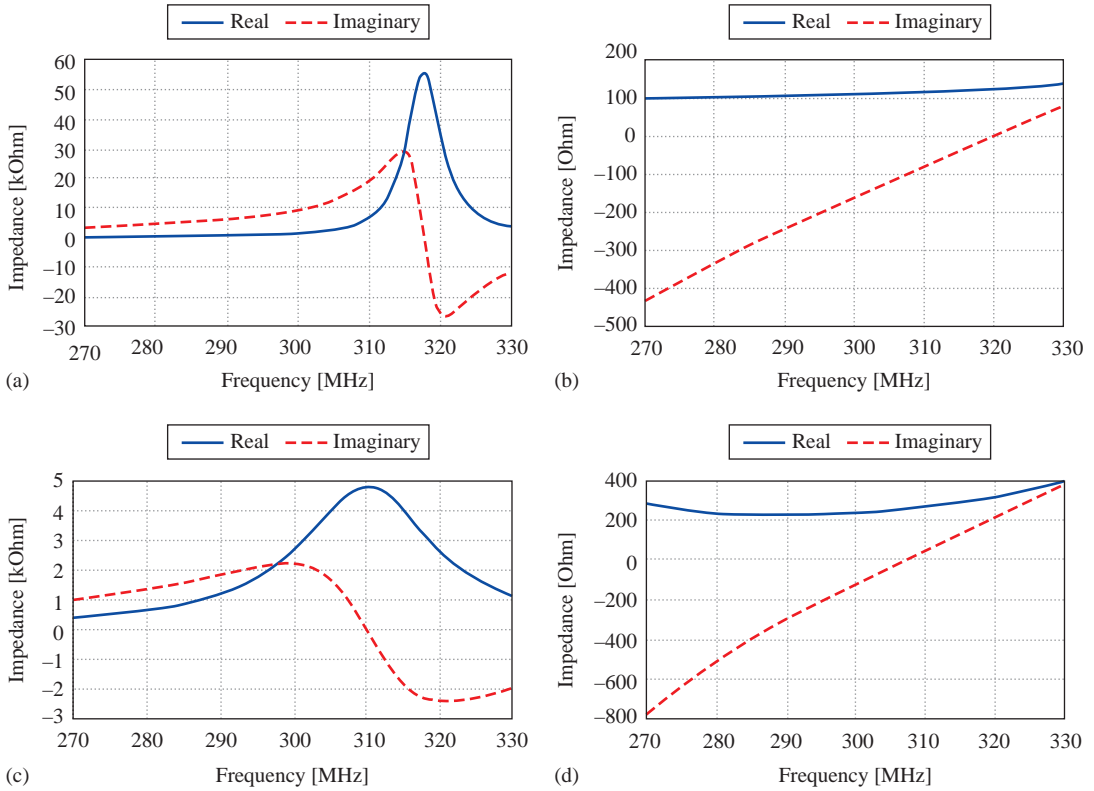 Real Imaginary
60
50
40
30
20
10
0
–10
–20
–30
Impedance [kOhm]
270 280 290 300 310 320 330
Frequency [MHz]
(a)
Real Imaginary
200
100
0
–100
–200
–300
–400
–500
Impedance [Ohm]
270 280 290 300 310 320 330
Frequency [MHz]
(b)
Real Imaginary
5
4
3
2
1
0
–1
–2
–3
Impedance [kOhm]
270 280 290 300 310 320 330
Frequency [MHz]
(c)
Real Imaginary
400
200
0
–200
–400
–600
–800
Impedance [Ohm]
270 280 290 300 310 320 330
Frequency [MHz]
(d)